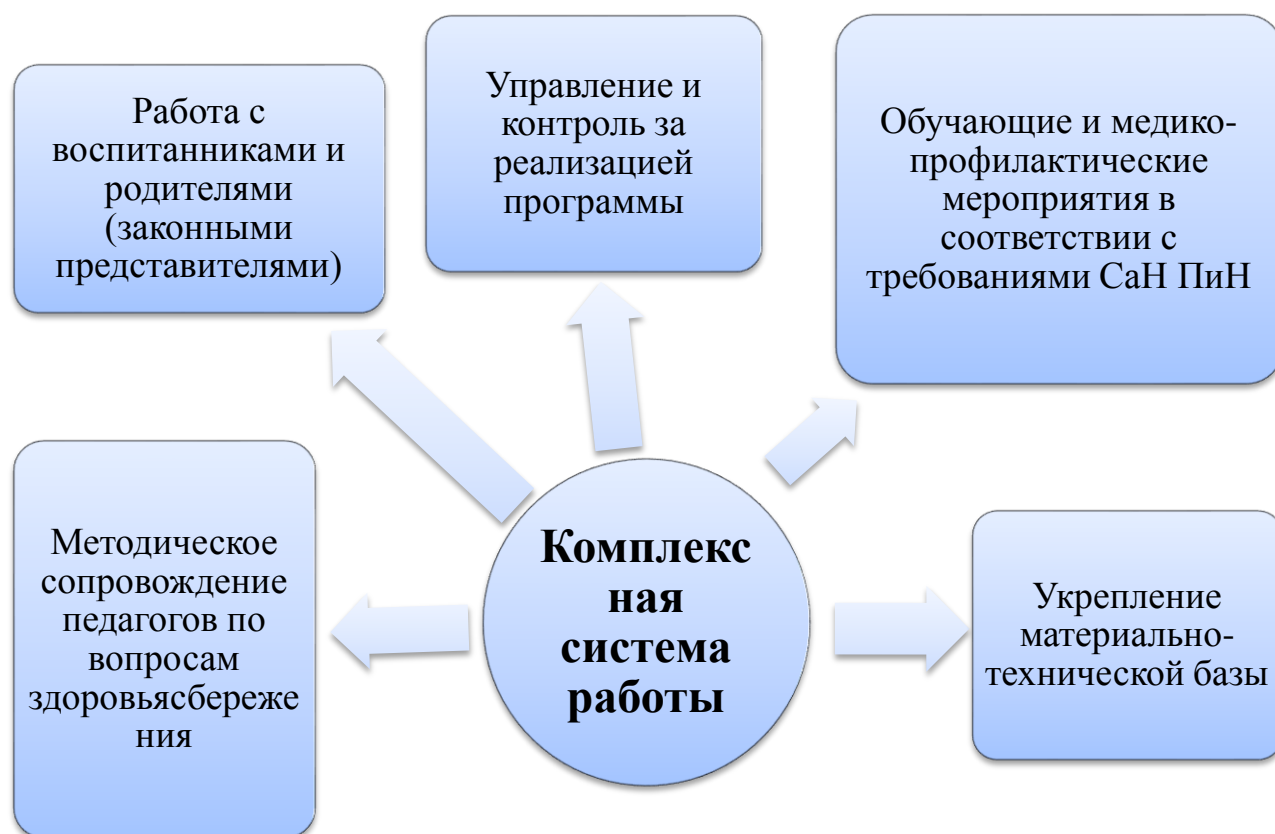 Работа с
воспитанниками и
родителями
(законными
представителями)
Управление и
контроль за
реализацией
программы
Обучающие и медико-
профилактические
мероприятия в
соответствии с
требованиями СаН ПиН
Методическое
сопровождение
педагогов по
вопросам
здоровьясбереже
ния
Комплекс
ная
система
работы
Укрепление
материально-
технической базы